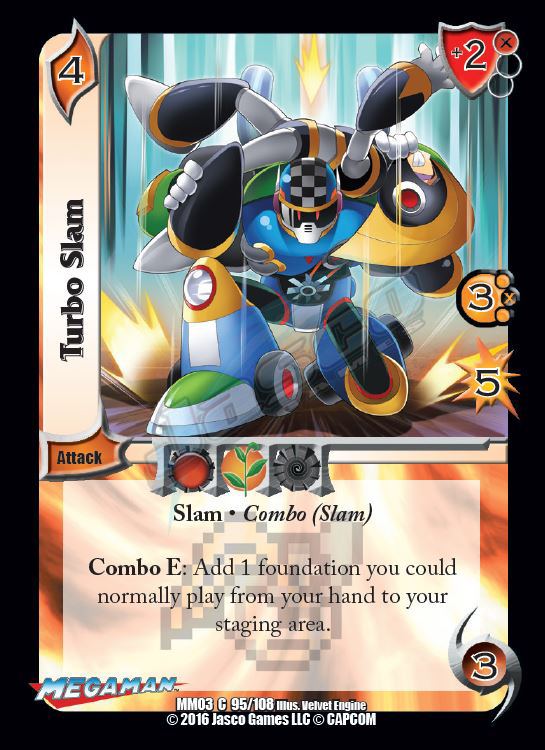 4
+2
Turbo Slam
3
5
Attack
Slam • Combo (Slam)
Combo E: Add 1 foundation you could
normally play from your hand to your
staging area.
3
MEGAMAN™
MM03 C 95/108 Illus. Velvet Engine
© 2016 Jasco Games LLC © CAPCOM